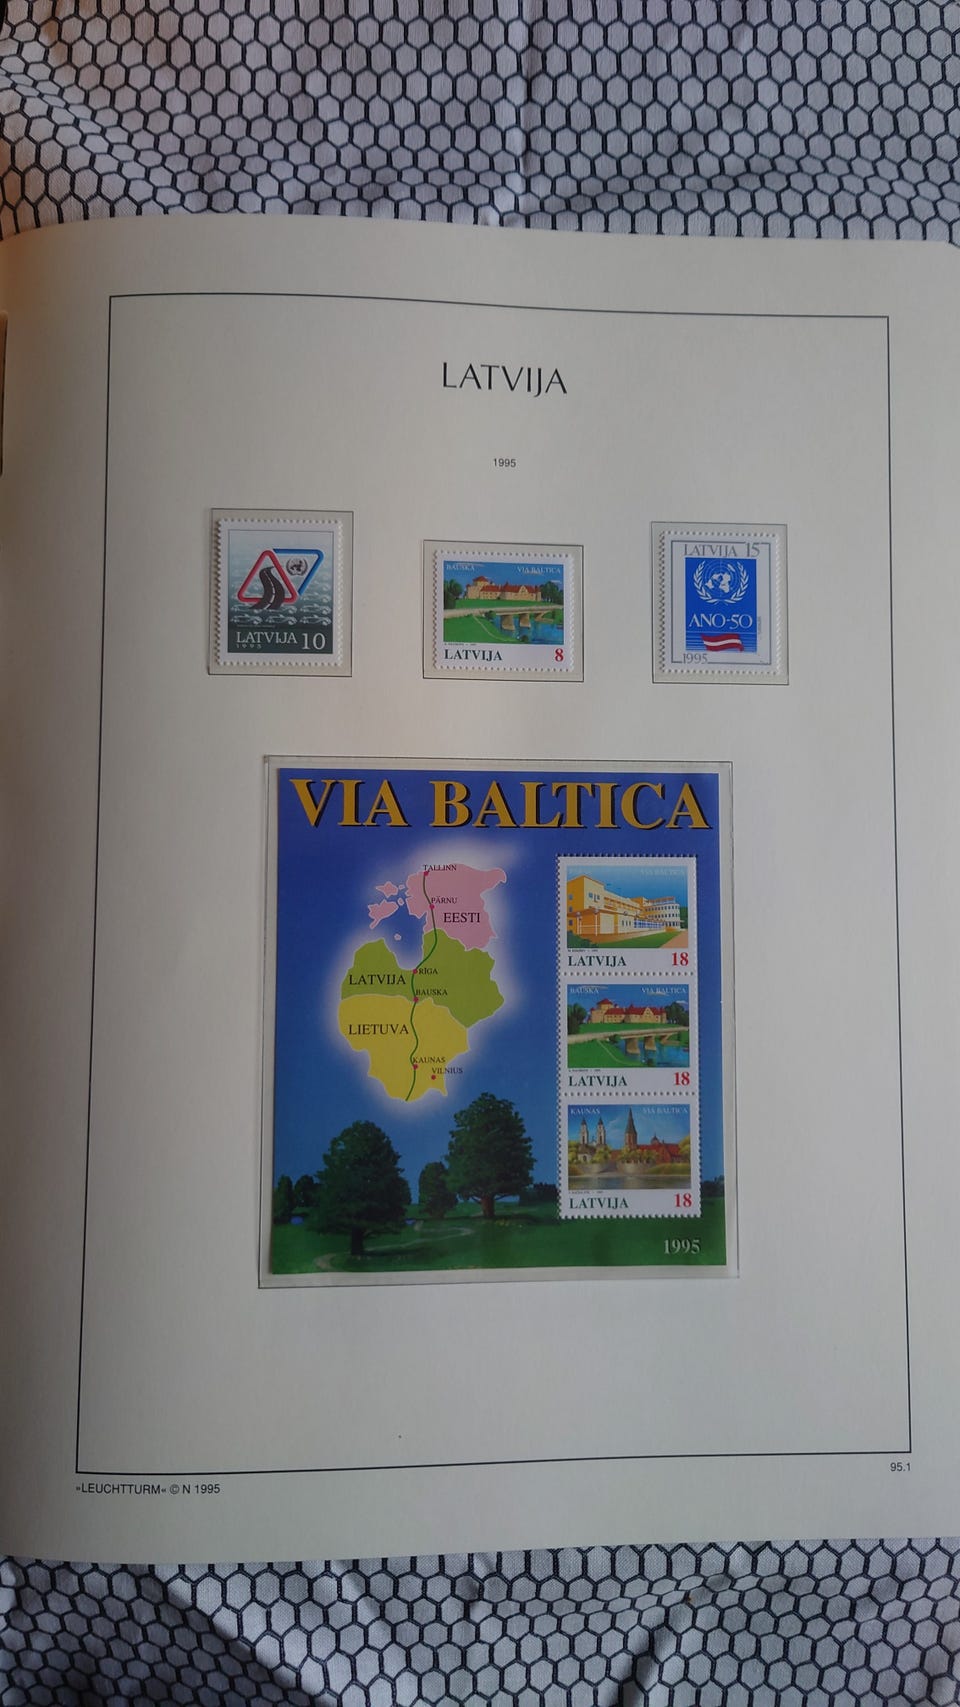 LATVIJA
1995
LATVIJA 10
1995
BAUSKA VIA BALTICA
LATVIJA 8
LATVIJA 15
ANO-50
1995
VIA BALTICA
TALLINN
PÄRNU
EESTI
RĪGA
LATVIJA
BAUSKA
LIETUVA
KAUNAS
VILNIUS
VIA BALTICA
LATVIJA 18
BAUSKA VIA BALTICA
LATVIJA 18
KAUNAS VIA BALTICA
LATVIJA 18
1995
95.1
»LEUCHTTURM« © N 1995